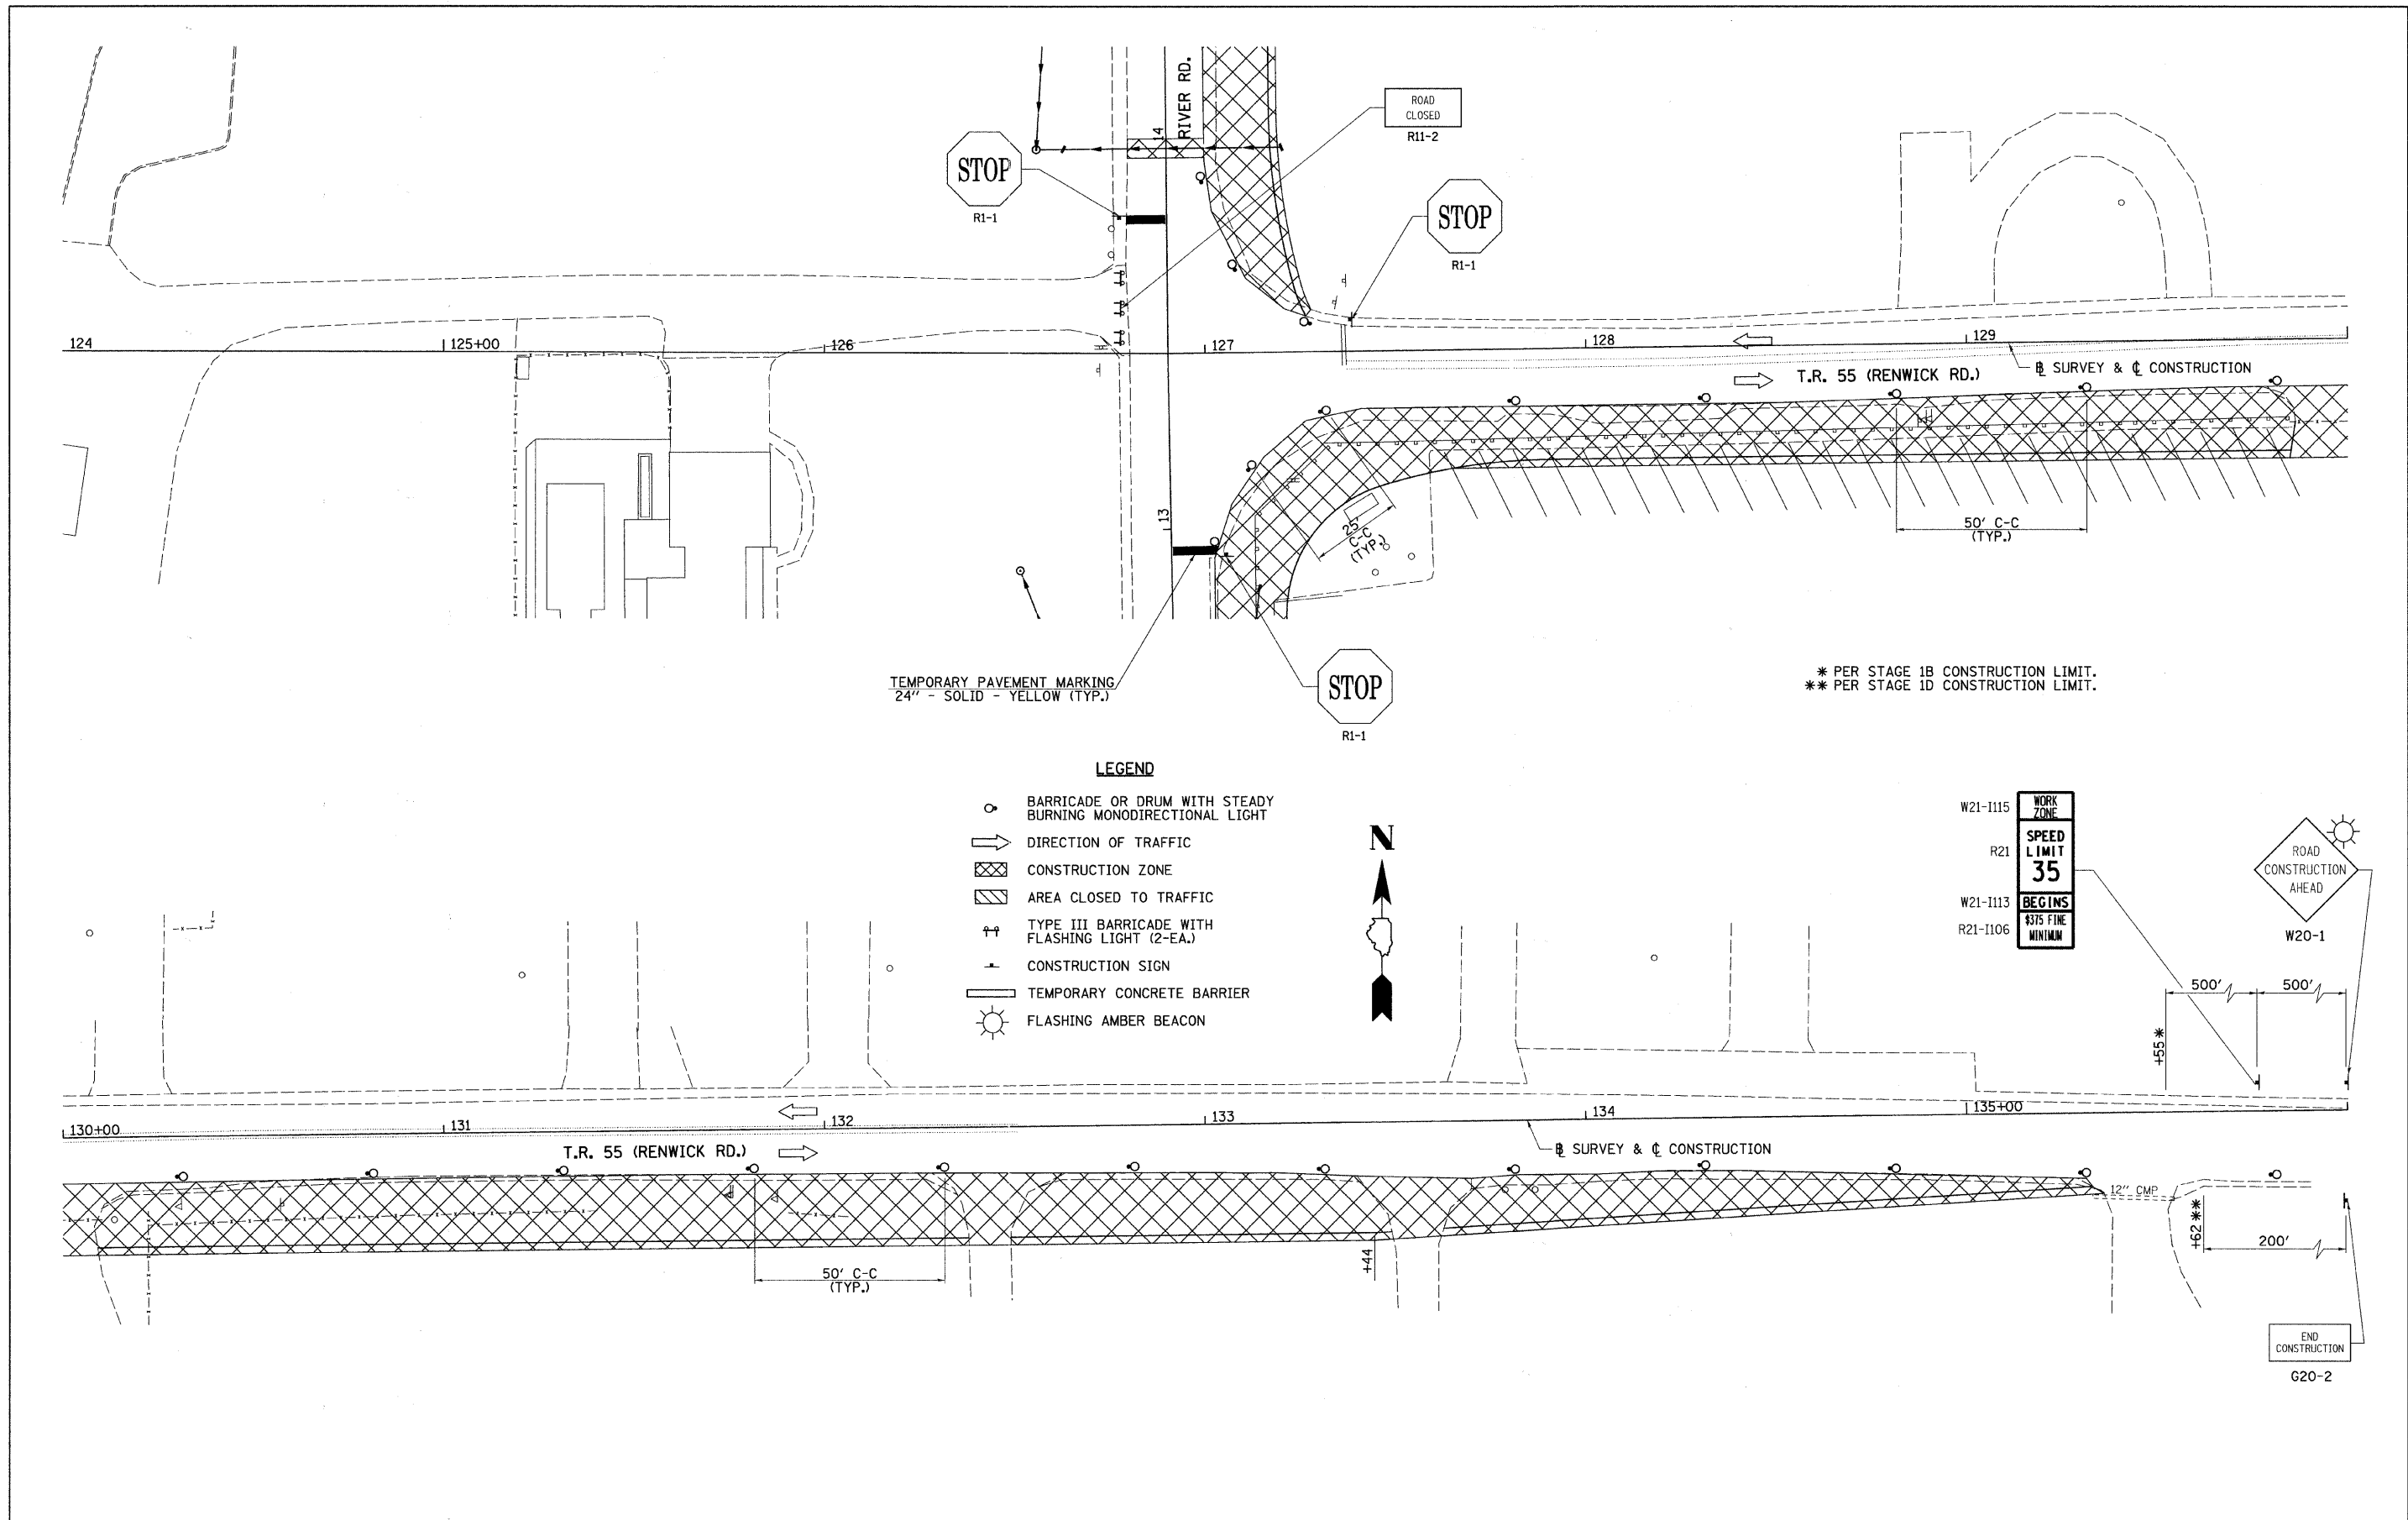 RIVER RD.
14
ROAD
CLOSED
R11-2
STOP
R1-1
STOP
R1-1
124
125+00
126
127
128
129
℄ SURVEY & ℄ CONSTRUCTION
T.R. 55 (RENWICK RD.)
13
25'
C-C
(TYP.)
50' C-C
(TYP.)
TEMPORARY PAVEMENT MARKING
24" - SOLID - YELLOW (TYP.)
STOP
R1-1
* PER STAGE 1B CONSTRUCTION LIMIT.
** PER STAGE 1D CONSTRUCTION LIMIT.
LEGEND
BARRICADE OR DRUM WITH STEADY
BURNING MONODIRECTIONAL LIGHT
DIRECTION OF TRAFFIC
CONSTRUCTION ZONE
AREA CLOSED TO TRAFFIC
TYPE III BARRICADE WITH
FLASHING LIGHT (2-EA.)
CONSTRUCTION SIGN
TEMPORARY CONCRETE BARRIER
FLASHING AMBER BEACON
N
W21-I115
WORK
ZONE
R21
SPEED
LIMIT
35
W21-I113
BEGINS
R21-I106
$375 FINE
MINIMUM
ROAD
CONSTRUCTION
AHEAD
W20-1
500'
500'
+55*
130+00
131
132
133
134
135+00
T.R. 55 (RENWICK RD.)
℄ SURVEY & ℄ CONSTRUCTION
12" CMP
+62**
200'
+44
50' C-C
(TYP.)
END
CONSTRUCTION
G20-2